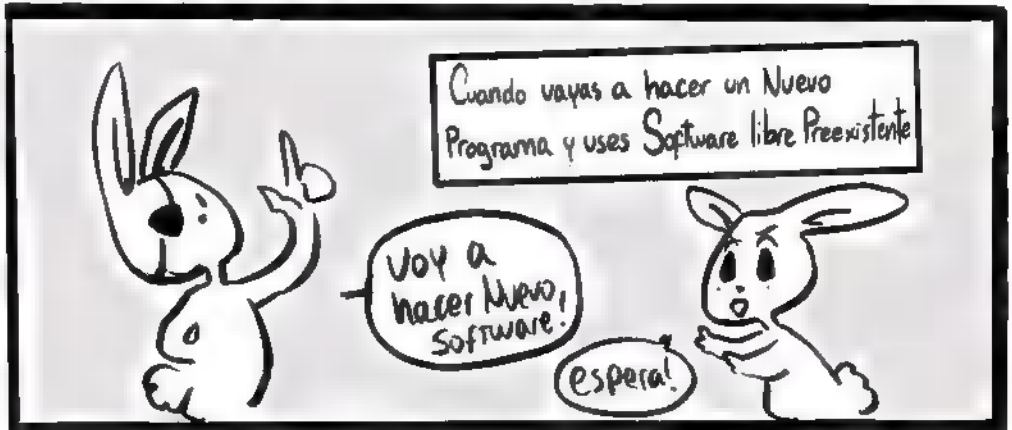 Cuando vayas a hacer un Nuevo
Programa y uses Software libre Preexistente
Voy a
hacer Nuevo
Software!
espera!